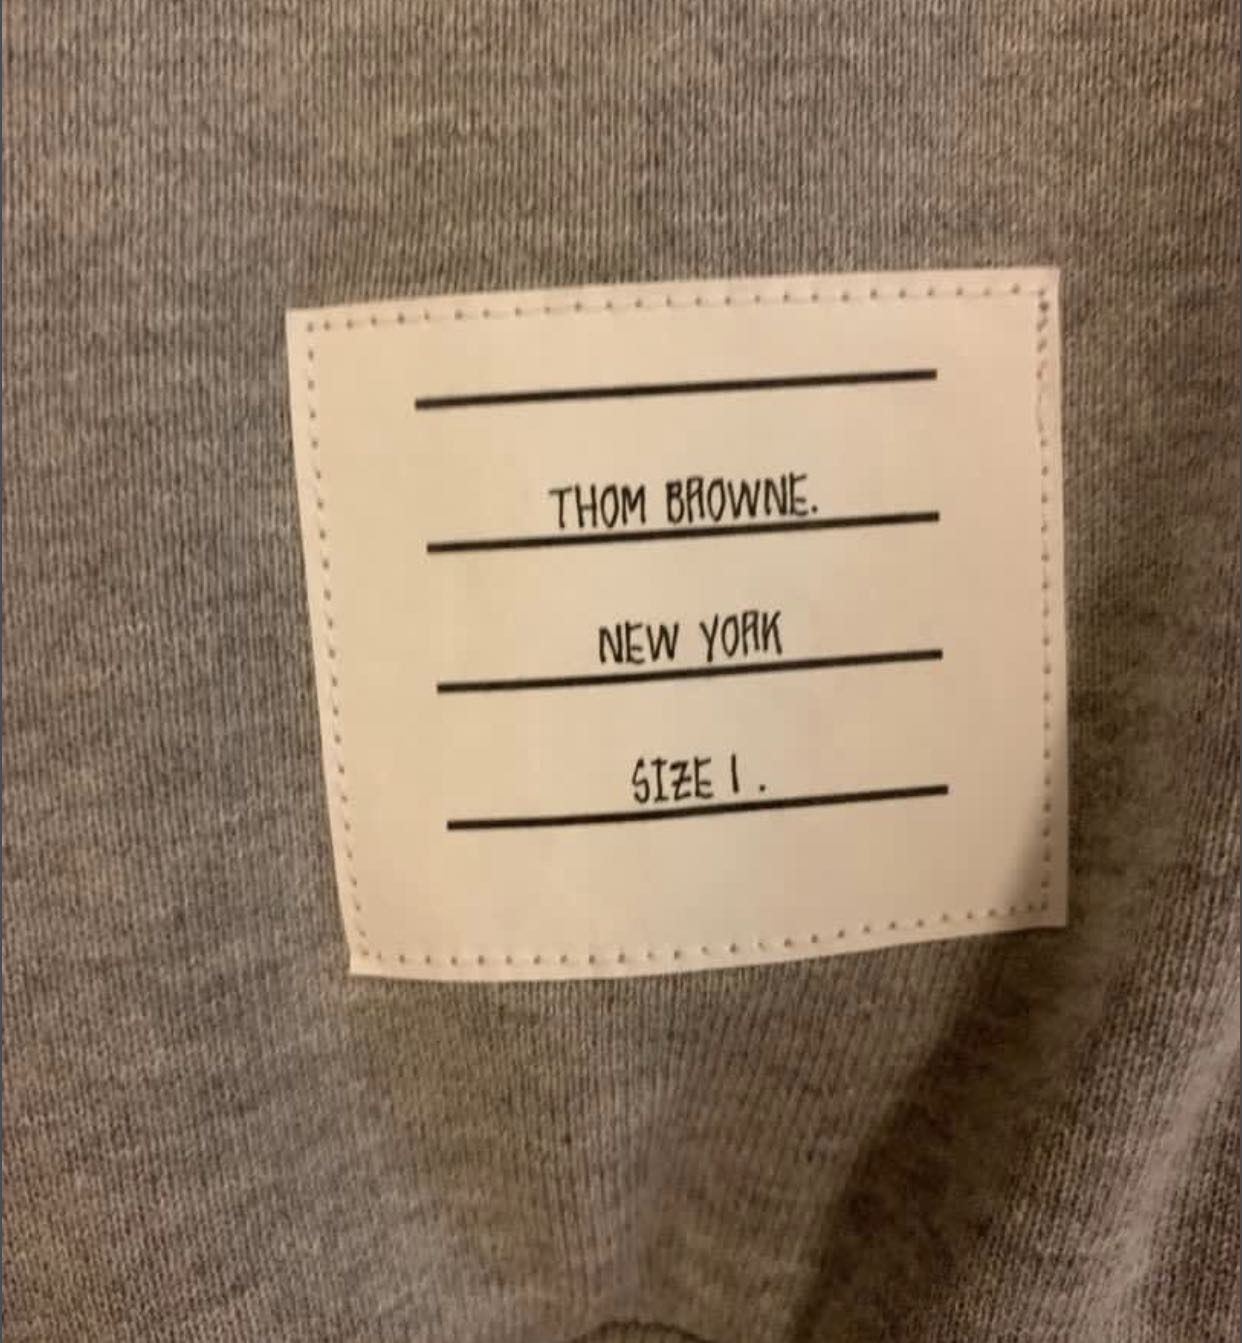 THOM BROWNE.
NEW YORK
SIZE 1 .